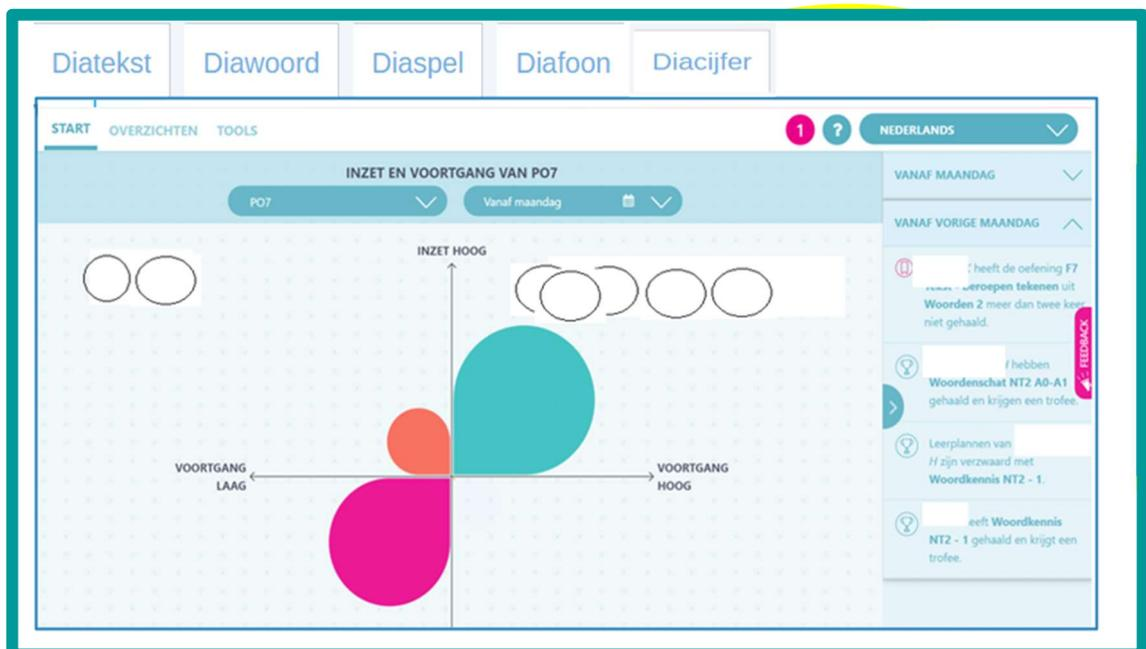 Diatekst
Diawoord
Diaspel
Diafoon
Diacijfer
START OVERZICHTEN TOOLS
1
?
NEDERLANDS
INZET EN VOORTGANG VAN PO7
PO7
Vanaf maandag
INZET HOOG
VOORTGANG
LAAG
VOORTGANG
HOOG
VANAF MAANDAG
VANAF VORIGE MAANDAG
heeft de oefening F7
beroepen tekenen uit
Woorden 2 meer dan twee keer
niet gehaald.
hebben
Woordenschat NT2 A0-A1
gehaald en krijgen een trofee.
Leerplannen van
H zijn verzwaard met
Woordkennis NT2 - 1.
Woordkennis
NT2 - 1 gehaald en krijgt een
trofee.
FEEDBACK